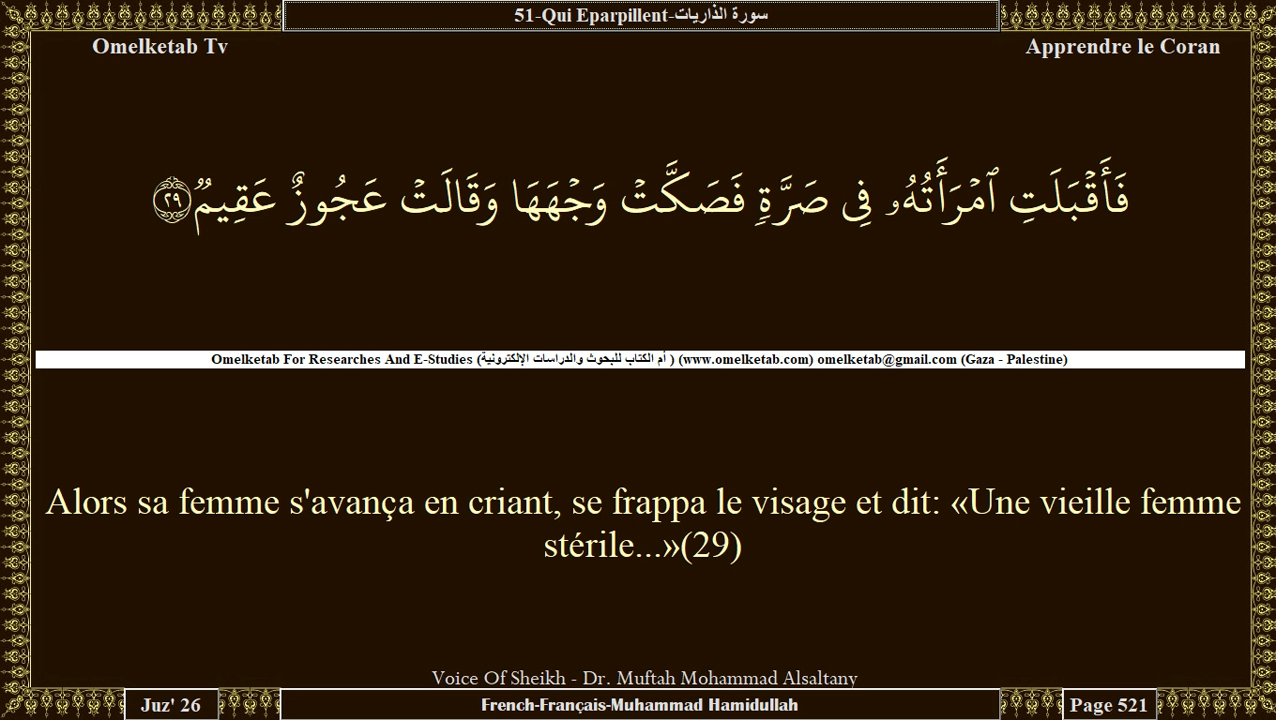 51-Qui Eparpillent-سورة الذاريات
Omelketab Tv
Apprendre le Coran
فَأَقۡبَلَتِ ٱمۡرَأَتُهُۥ فِي صَرَّةٖ فَصَكَّتۡ وَجۡهَهَا وَقَالَتۡ عَجُوزٌ عَقِيمٞ ٢٩
Omelketab For Researches And E-Studies (أم الكتاب للبحوث والدراسات الإلكترونية ) (www.omelketab.com) omelketab@gmail.com (Gaza - Palestine)
Alors sa femme s'avança en criant, se frappa le visage et dit: «Une vieille femme
stérile...»(29)
Voice Of Sheikh - Dr. Muftah Mohammad Alsaltany
Juz' 26
French-Français-Muhammad Hamidullah
Page 521